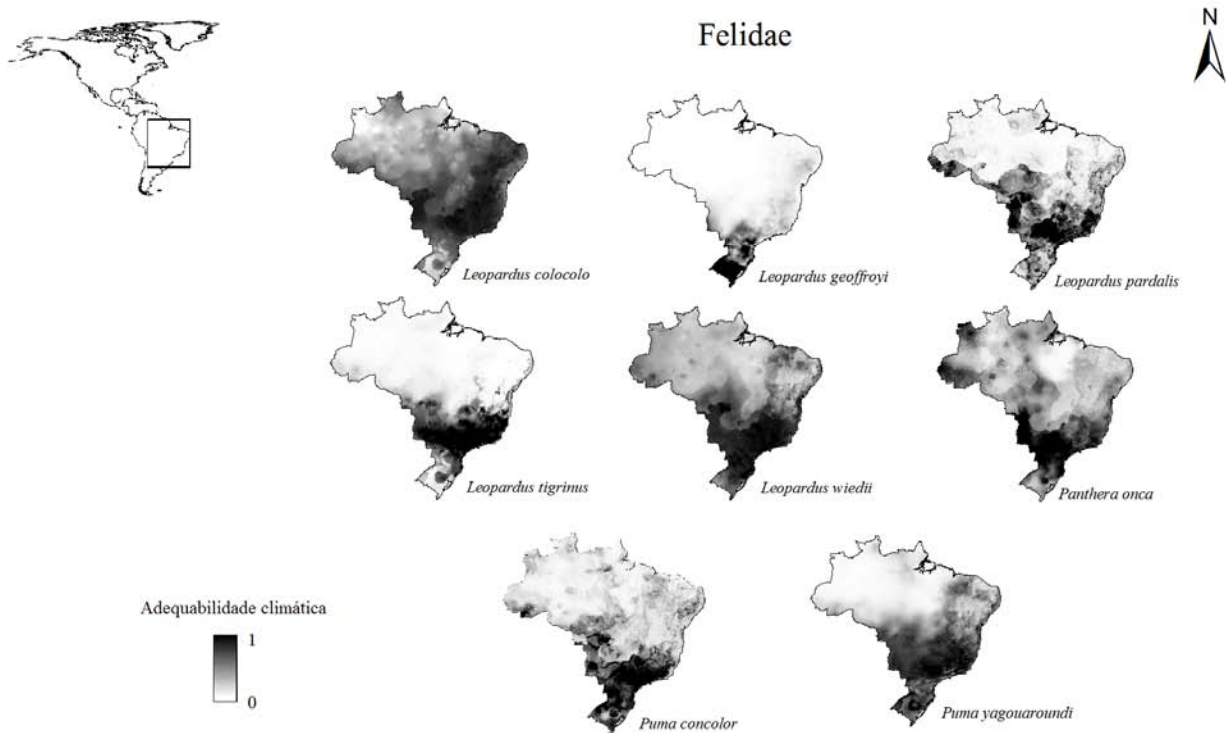 Felidae
N
Leopardus colocolo
Leopardus geoffroyi
Leopardus pardalis
Leopardus tigrinus
Leopardus wiedii
Panthera onca
Adequabilidade climática
1
0
Puma concolor
Puma yagouaroundi